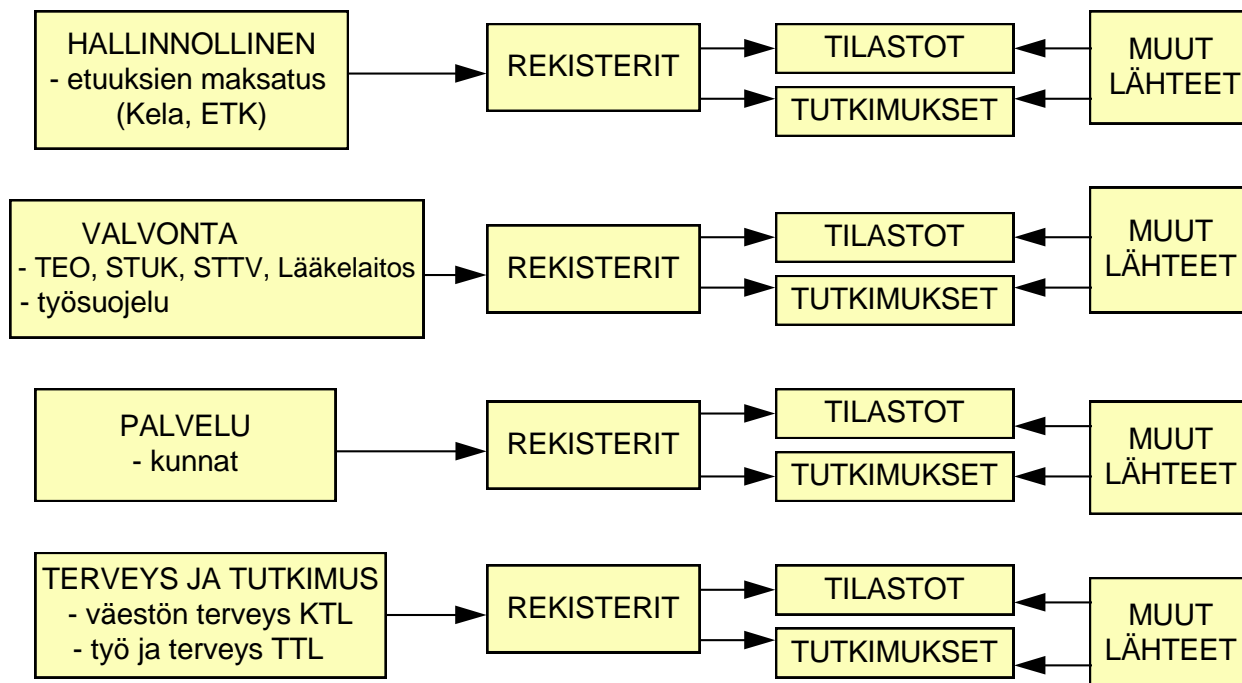 HALLINNOLLINEN
- etuuksien maksatus
(Kela, ETK)
REKISTERIT
TILASTOT
TUTKIMUKSET
MUUT
LÄHTEET
VALVONTA
- TEO, STUK, STTV, Lääkelaitos
- työsuojelu
REKISTERIT
TILASTOT
TUTKIMUKSET
MUUT
LÄHTEET
PALVELU
- kunnat
REKISTERIT
TILASTOT
TUTKIMUKSET
MUUT
LÄHTEET
TERVEYS JA TUTKIMUS
- väestön terveys KTL
- työ ja terveys TTL
REKISTERIT
TILASTOT
TUTKIMUKSET
MUUT
LÄHTEET